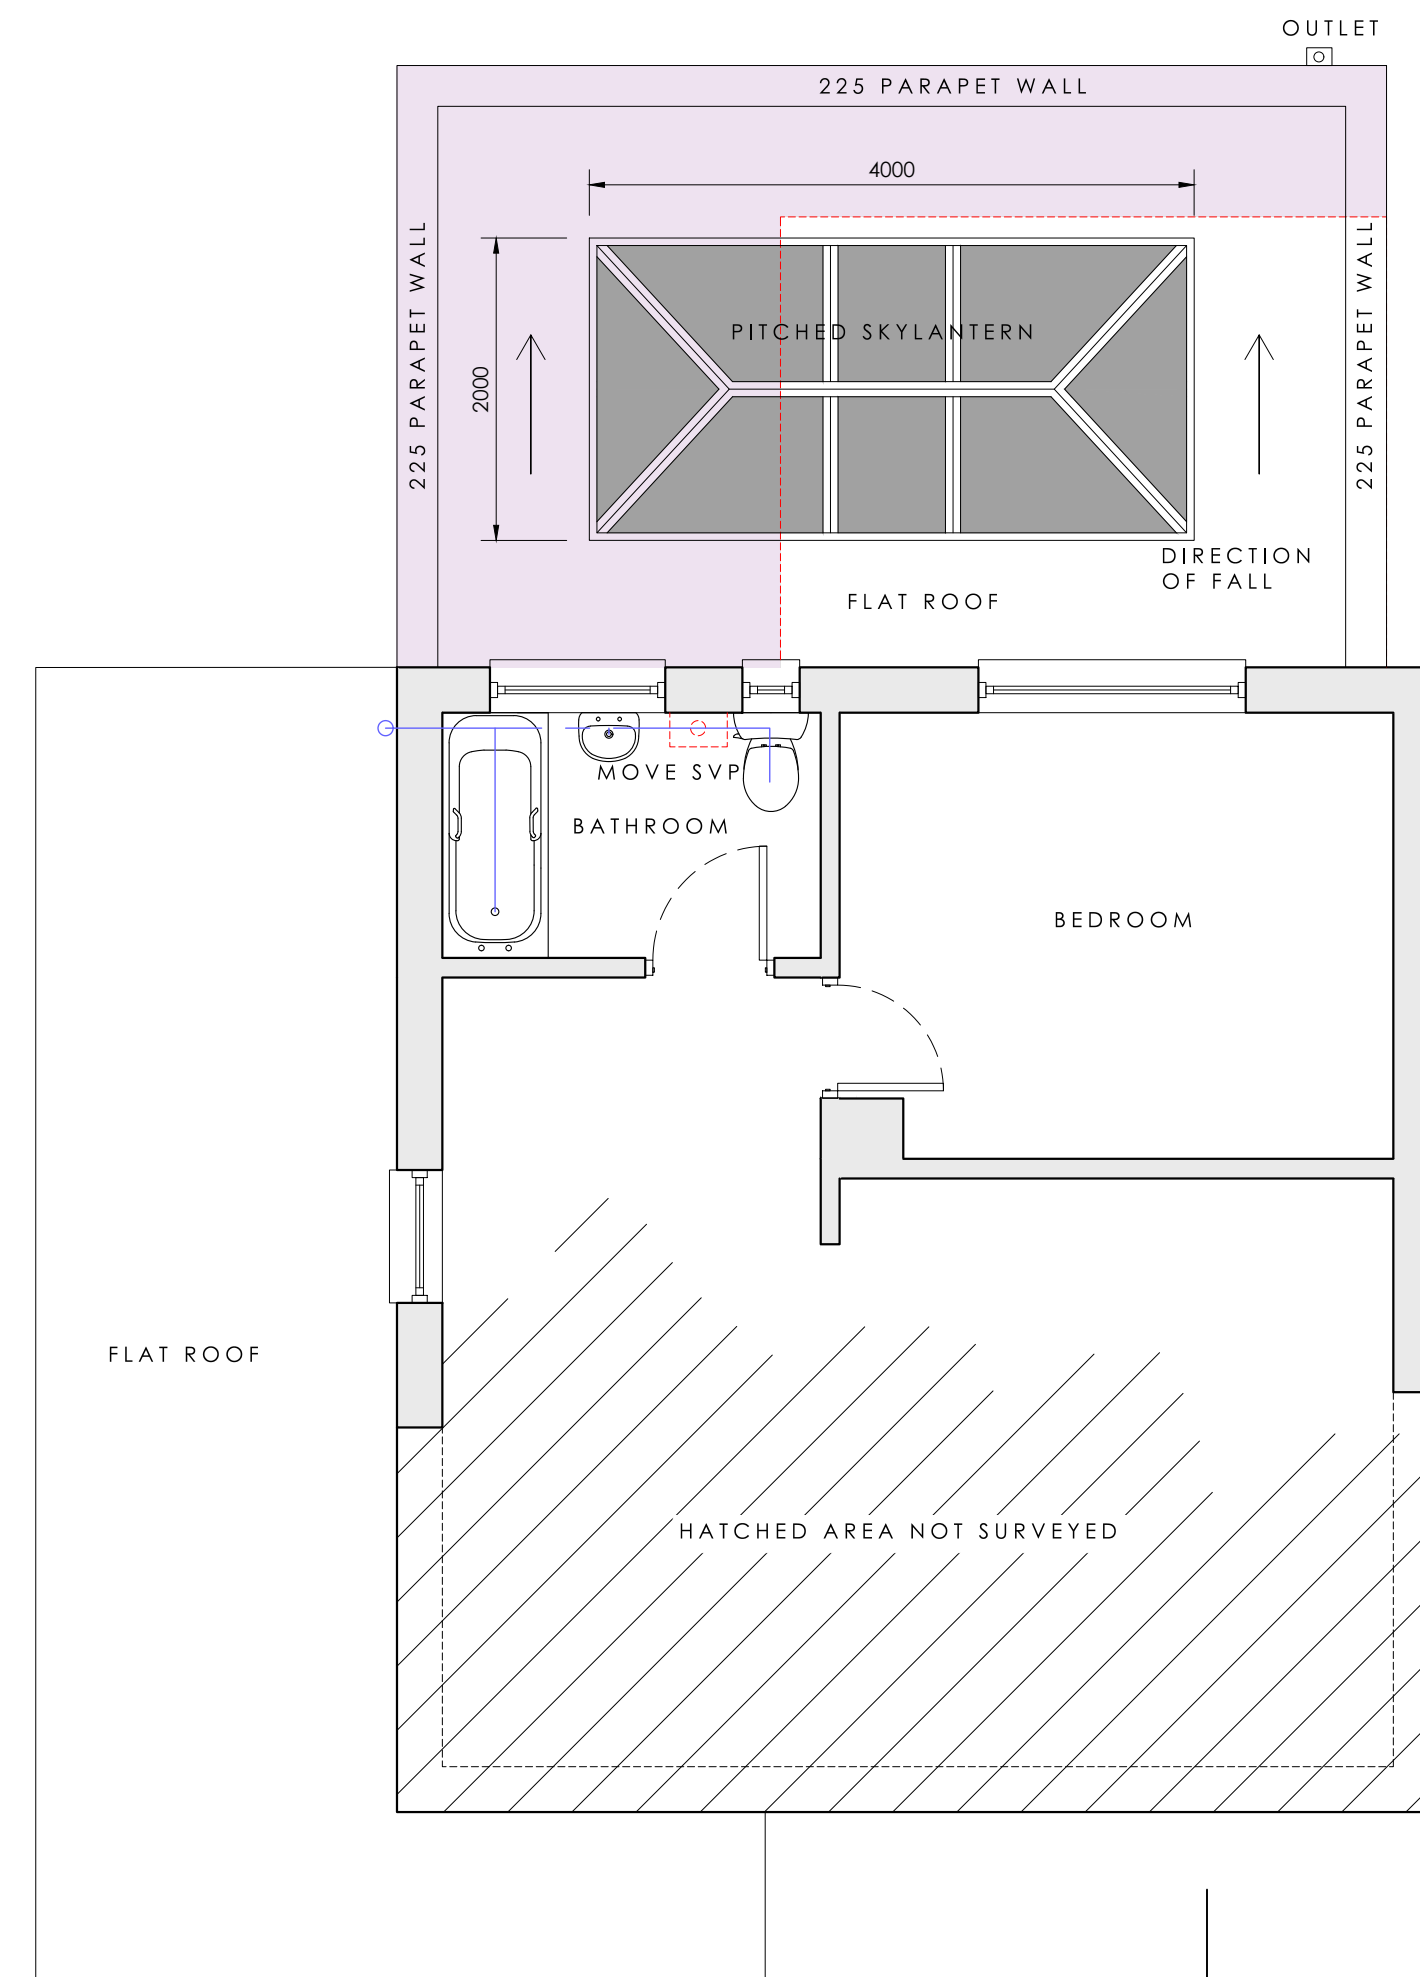 OUTLET
225 PARAPET WALL
4000
225 PARAPET WALL
225 PARAPET WALL
2000
PITCHED SKYLANTERN
DIRECTION
OF FALL
FLAT ROOF
MOVE SVP
BATHROOM
BEDROOM
FLAT ROOF
HATCHED AREA NOT SURVEYED